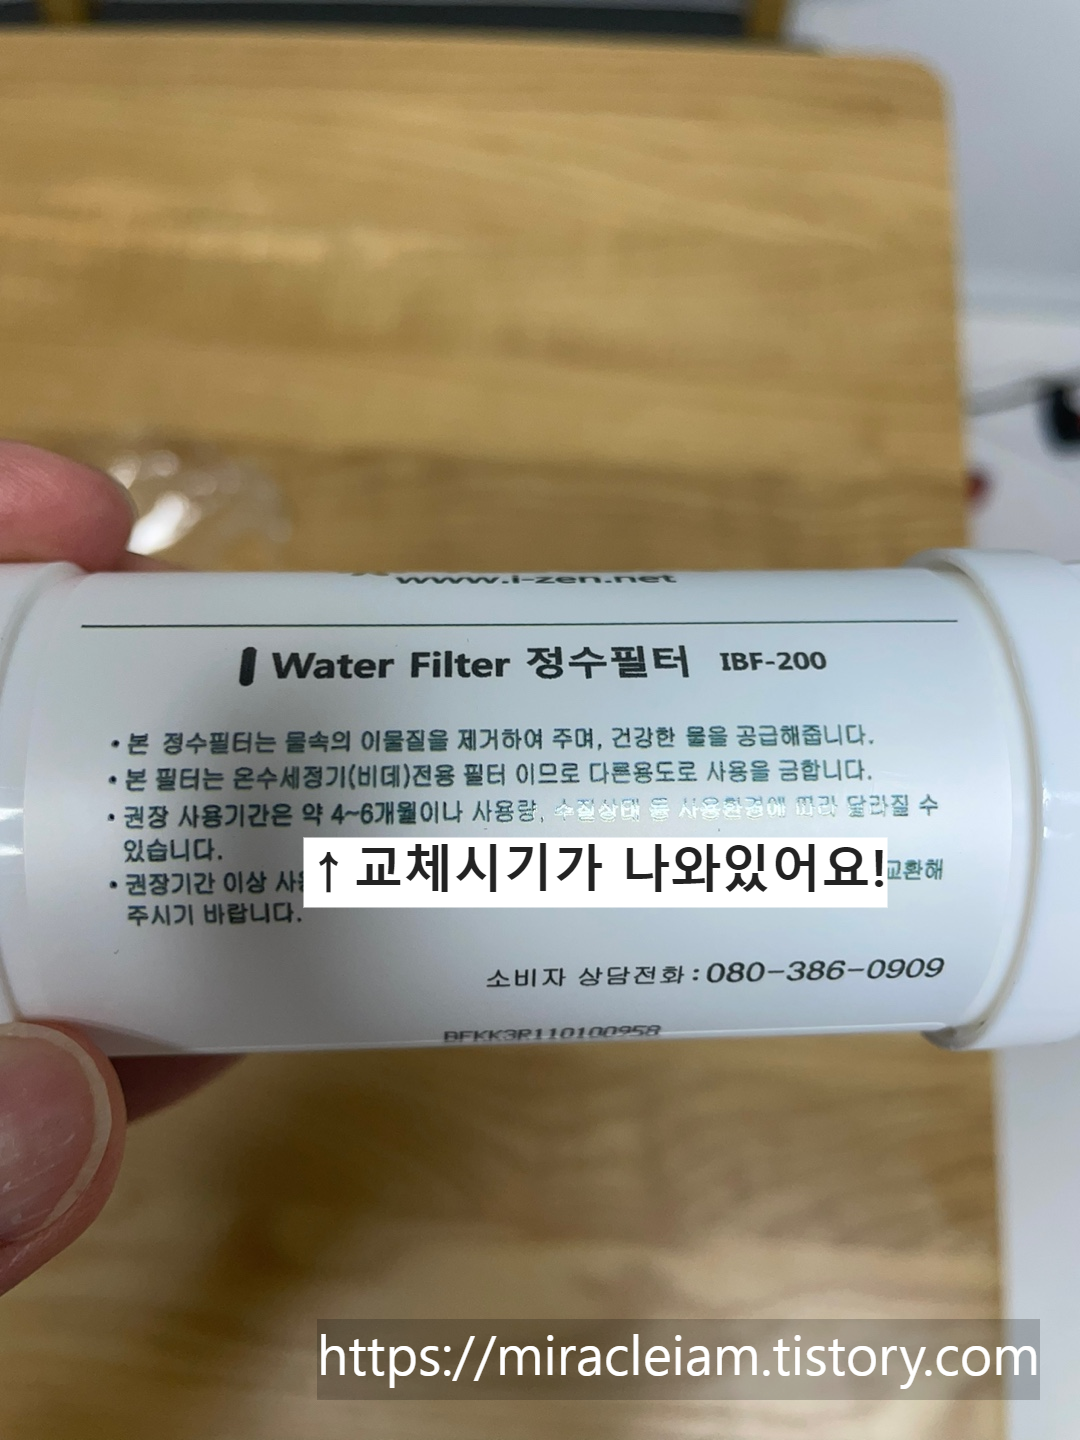 www.i-zen.net
Water Filter 정수필터 IBF-200
• 본 정수필터는 물속의 이물질을 제거하여 주며, 건강한 물을 공급해줍니다.
• 본 필터는 온수세정기(비데)전용 필터 이므로 다른용도로 사용을 금합니다.
• 권장 사용기간은 약 4~6개월이나 사용량, 수질상태 등 사용환경에 따라 달라질 수
있습니다.
↑교체시기가 나와있어요!
• 권장기간 이상 교환해
주시기 바랍니다.
소비자 상담전화:080-386-0909
BFKK3R110100958
https://miracleiam.tistory.com